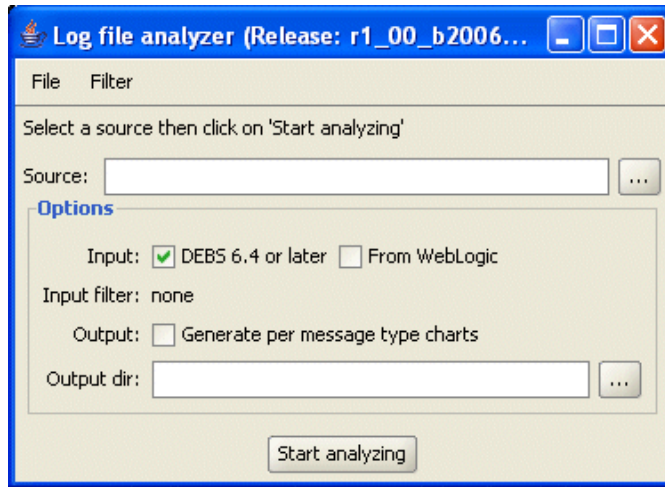 Log file analyzer (Release: r1_00_b2006...
File Filter
Select a source then click on 'Start analyzing'
Source: ...
Options
Input: DEBS 6.4 or later From WebLogic
Input filter: none
Output: Generate per message type charts
Output dir: ...
Start analyzing